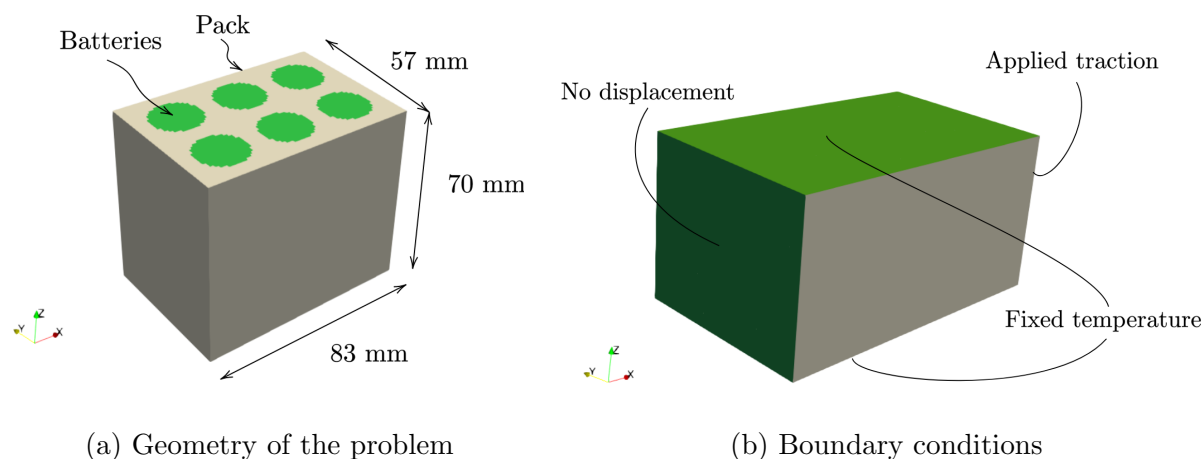 Pack
Batteries
57 mm
70 mm
83 mm
Z
Y
X
(a) Geometry of the problem
Applied traction
No displacement
Fixed temperature
Z
Y
X
(b) Boundary conditions